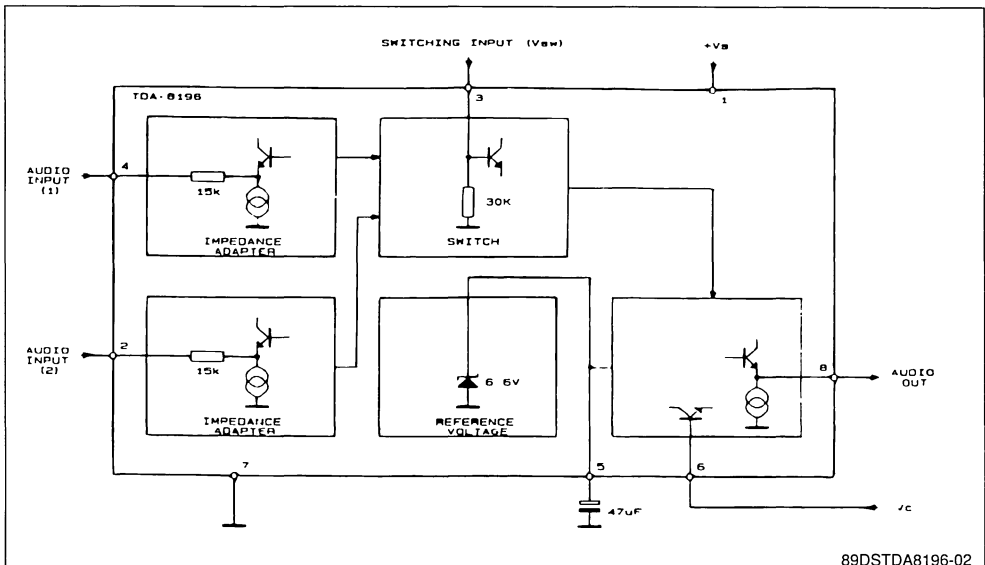 SWITCHING INPUT (Vsw)
+Vs
TDA-8196
3
1
AUDIO
INPUT
(1)
4
15k
IMPEDANCE
ADAPTER
30K
SWITCH
AUDIO
INPUT
(2)
2
15k
IMPEDANCE
ADAPTER
6 6V
REFERENCE
VOLTAGE
8
AUDIO
OUT
7
5
6
47uF
Vc
89DSTDA8196-02